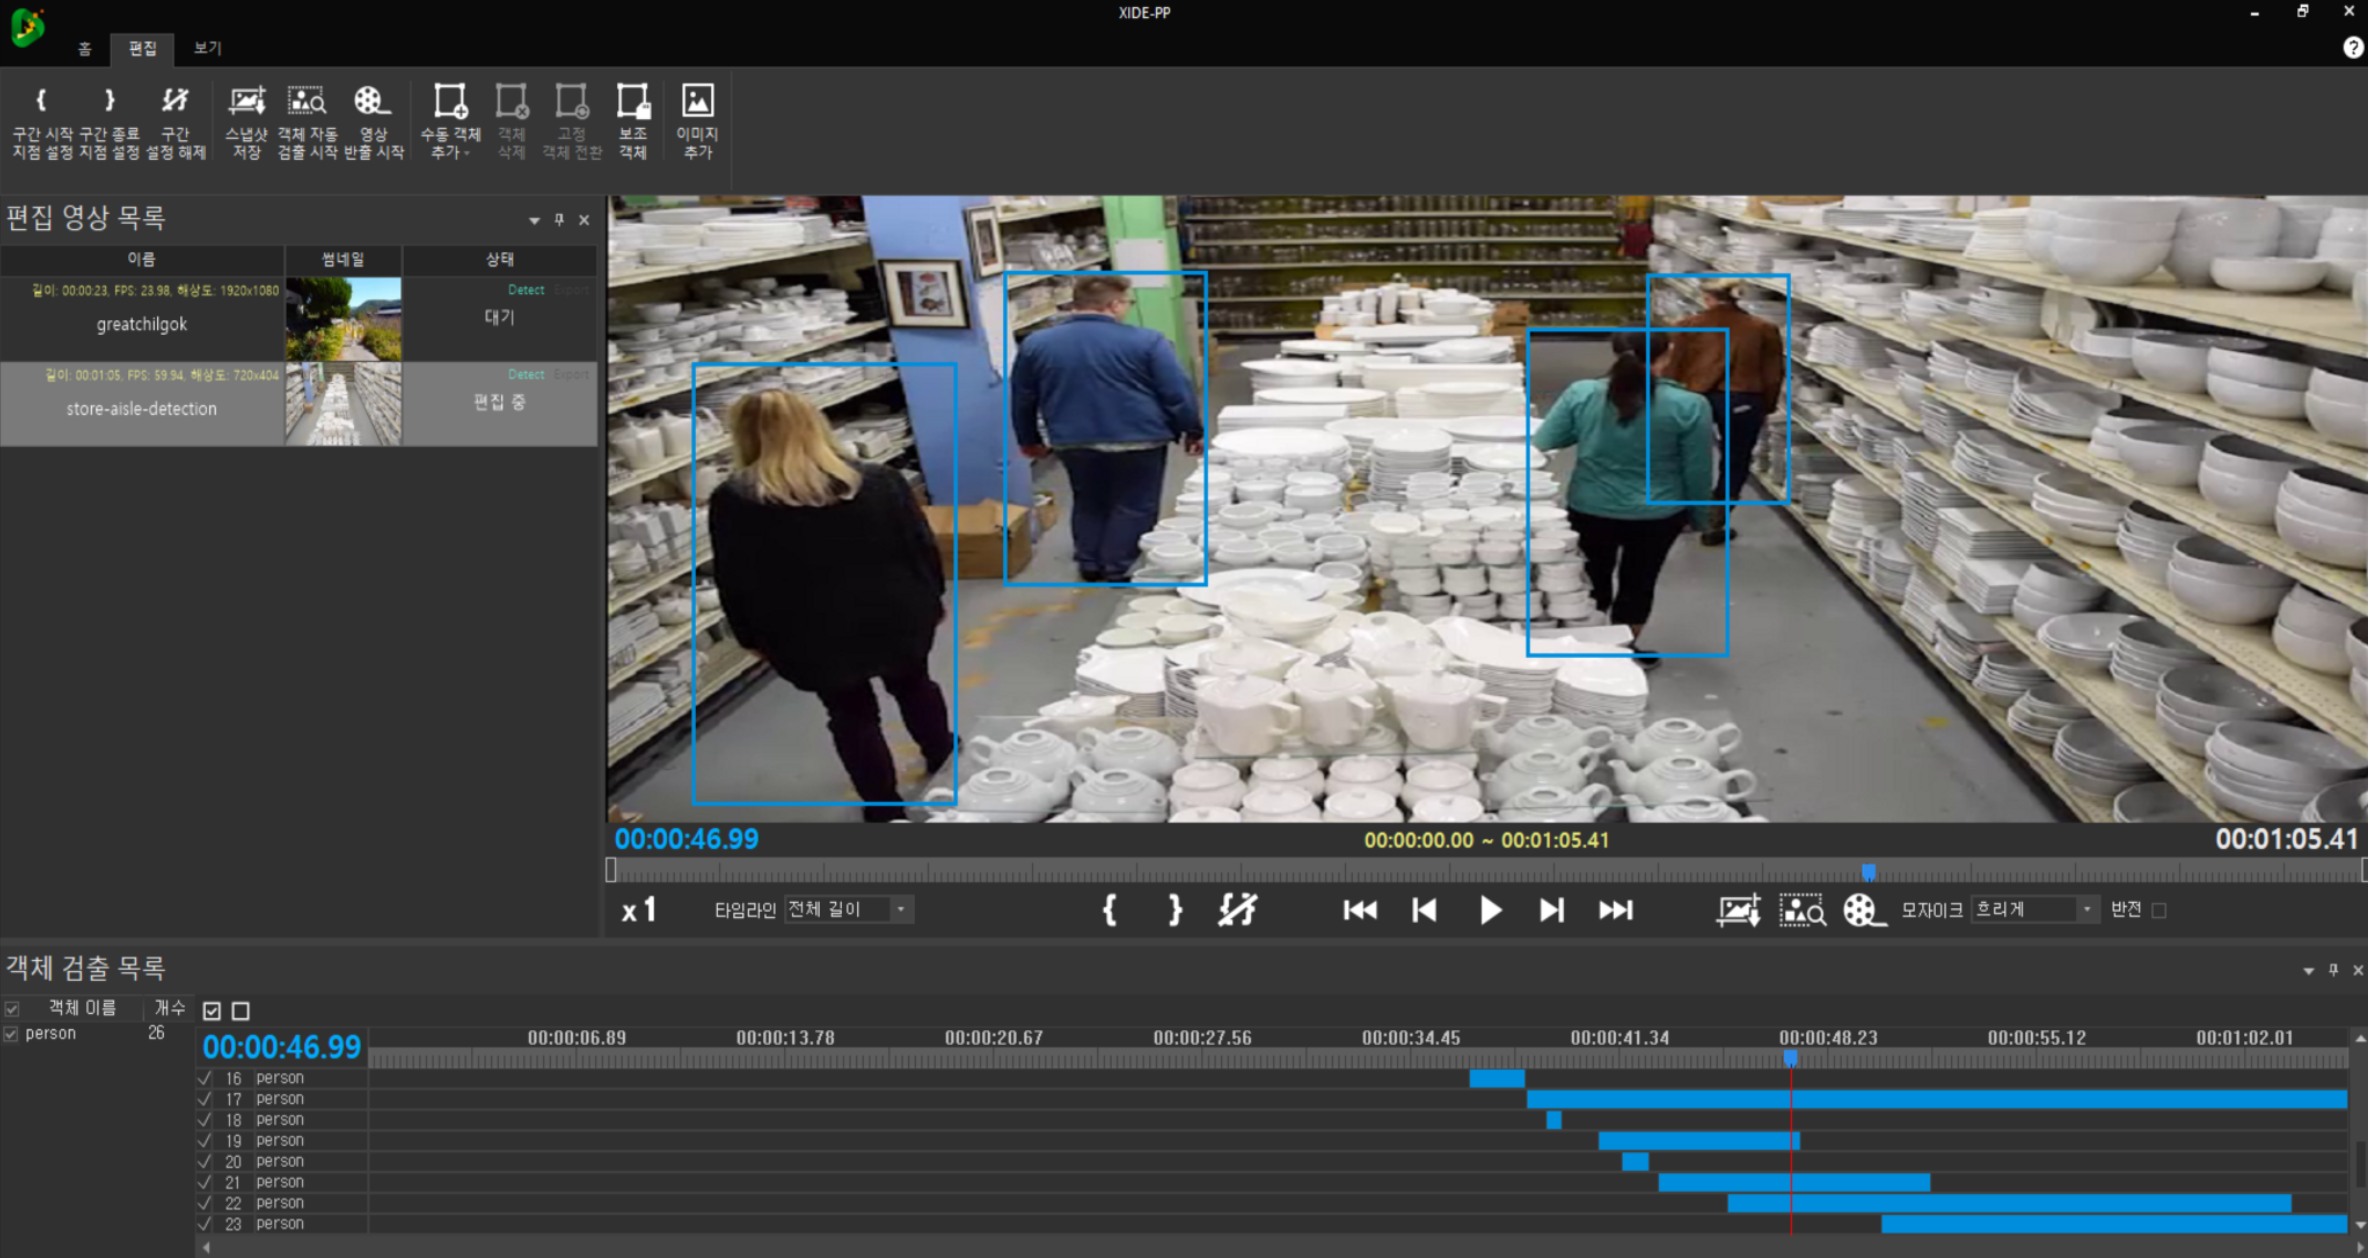 XIDE-PP
홈 편집 보기
{ } 
구간 시작 지점 설정
구간 종료 지점 설정
구간 설정 해제
스냅샷 저장
객체 자동 검출 시작
영상 반출 시작
수동 객체 추가
객체 삭제
고정 객체 전환
보조 객체
이미지 추가
편집 영상 목록
이름 썸네일 상태
길이: 00:00:23, FPS: 23.98, 해상도: 1920x1080
Detect Export
greatchilgok
대기
길이: 00:01:05, FPS: 59.94, 해상도: 720x404
Detect Export
store-aisle-detection
편집 중
00:00:46.99
00:00:00.00 ~ 00:01:05.41
00:01:05.41
x 1
타임라인 전체 길이
{ }
모자이크 흐리게 반전
객체 검출 목록
객체 이름 개수
person 26
00:00:46.99
00:00:06.89 00:00:13.78 00:00:20.67 00:00:27.56 00:00:34.45 00:00:41.34 00:00:48.23 00:00:55.12 00:01:02.01
16 person
17 person
18 person
19 person
20 person
21 person
22 person
23 person